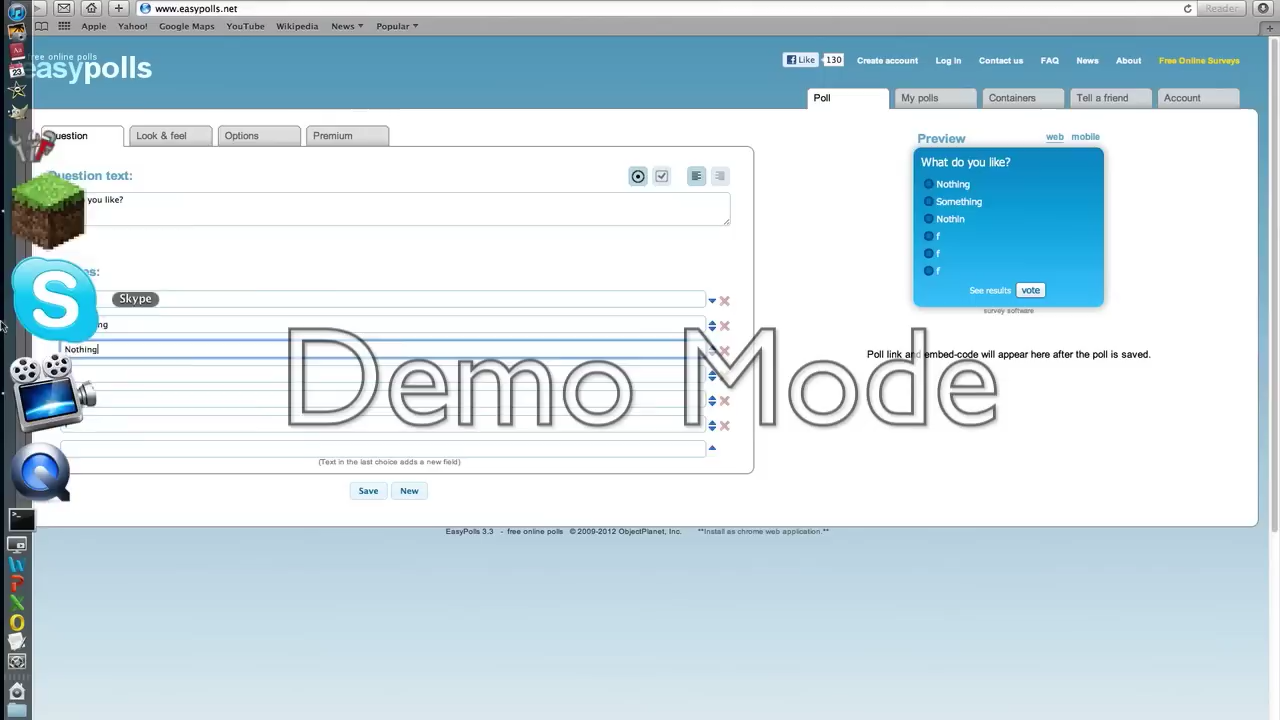 www.easypolls.net
Reader
Apple Yahoo! Google Maps YouTube Wikipedia News Popular
free online polls
easypolls
Like 130 Create account Log in Contact us FAQ News About Free Online Surveys
Poll My polls Containers Tell a friend Account
Look & feel Options Premium
Question text:
you like?
Skype
Nothing
(Text in the last choice adds a new field)
Save New
Preview web mobile
What do you like?
Nothing
Something
Nothin
f
f
f
See results vote
survey software
Poll link and embed-code will appear here after the poll is saved.
Demo Mode
EasyPolls 3.3 - free online polls © 2009-2012 ObjectPlanet, Inc. **Install as chrome web application.**